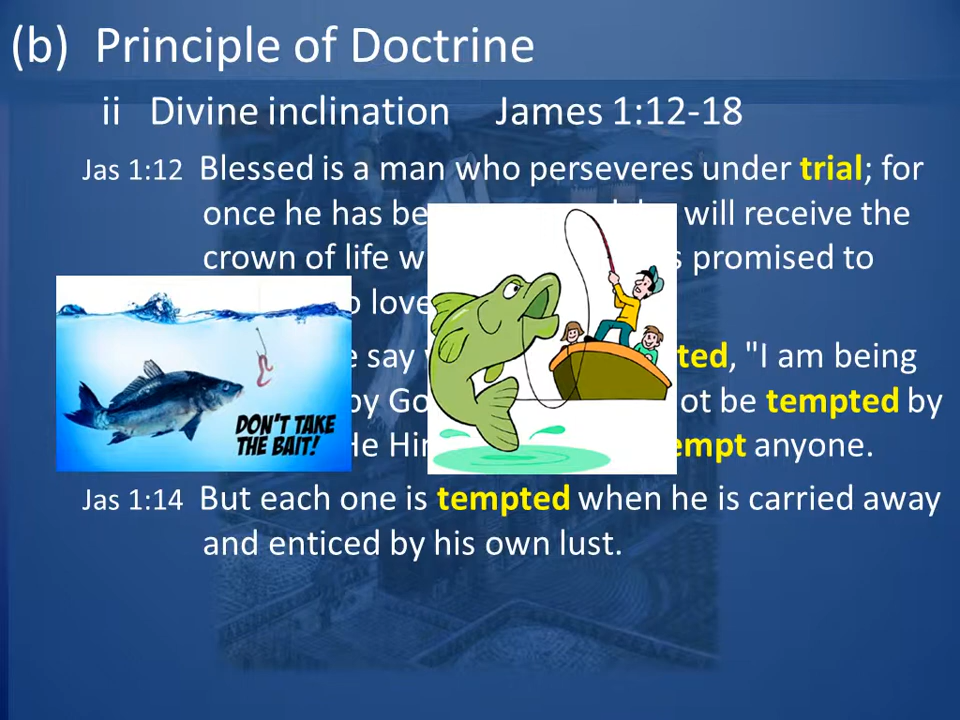 (b) Principle of Doctrine
ii Divine inclination James 1:12-18
Jas 1:12 Blessed is a man who perseveres under trial; for
once he has be will receive the
crown of life w s promised to
love
e say ted, "I am being
by Go ot be tempted by
He Hi empt anyone.
DON'T TAKE
THE BAIT!
Jas 1:14 But each one is tempted when he is carried away
and enticed by his own lust.